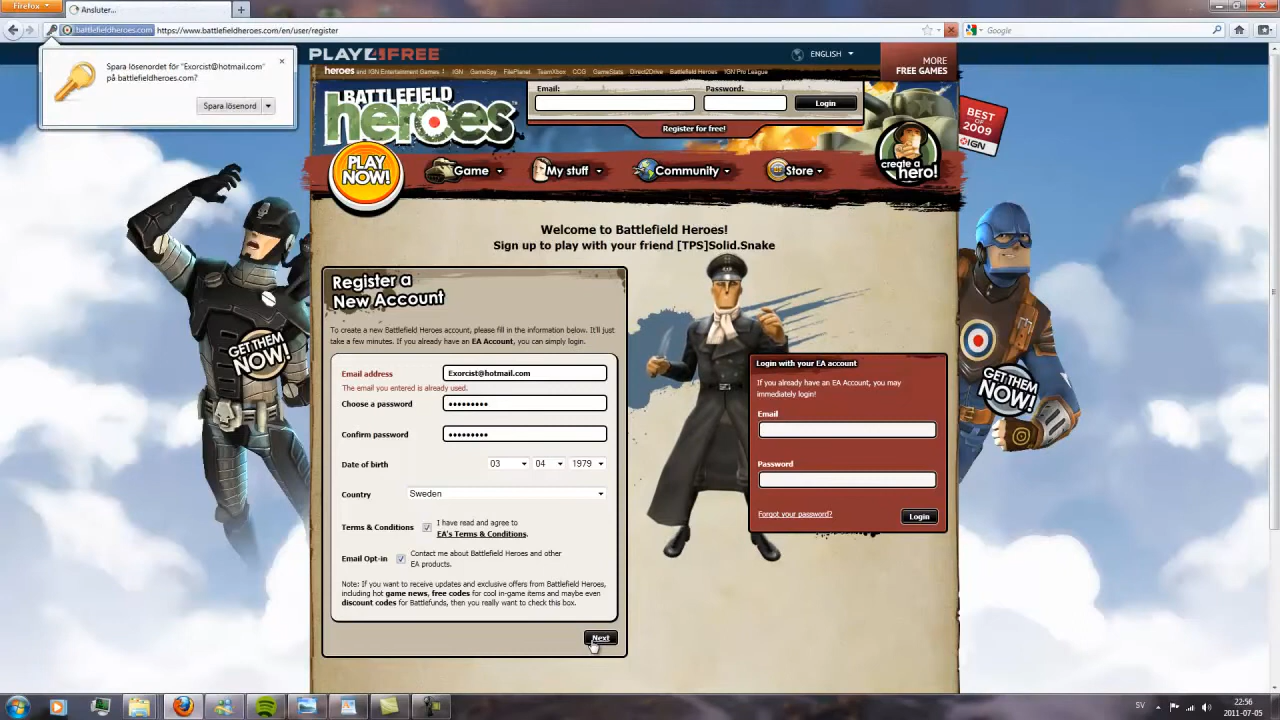 Firefox
Ansluter...
battlefieldheroes.com
https://www.battlefieldheroes.com/en/user/register
Google
Spara lösenordet för "Exorcist@hotmail.com"
på battlefieldheroes.com?
Spara lösenord
PLAY4FREE
ENGLISH
MORE
FREE GAMES
heroes and IGN Entertainment Games :
IGN GameSpy FilePlanet TeamXbox CCG GameStats Direct2Drive Battlefield Heroes IGN Pro League
BATTLEFIELD
heroes
Email:
Password:
Login
Register for free!
BEST
OF
2009
IGN
create a
hero!
PLAY
NOW!
Game
My stuff
Community
Store
Welcome to Battlefield Heroes!
Sign up to play with your friend [TPS]Solid.Snake
Register a
New Account
To create a new Battlefield Heroes account, please fill in the information below. It'll just
take a few minutes. If you already have an EA Account, you can simply login.
Email address
Exorcist@hotmail.com
The email you entered is already used.
Choose a password
•••••••••
Confirm password
•••••••••
Date of birth
03
04
1979
Country
Sweden
Terms & Conditions
I have read and agree to
EA's Terms & Conditions.
Email Opt-in
Contact me about Battlefield Heroes and other
EA products.
Note: If you want to receive updates and exclusive offers from Battlefield Heroes,
including hot game news, free codes for cool in-game items and maybe even
discount codes for Battlefunds, then you really want to check this box.
Next
Login with your EA account
If you already have an EA Account, you may
immediately login!
Email
Password
Forgot your password?
Login
GET THEM
NOW!
GET THEM
NOW!
SV
22:56
2011-07-05